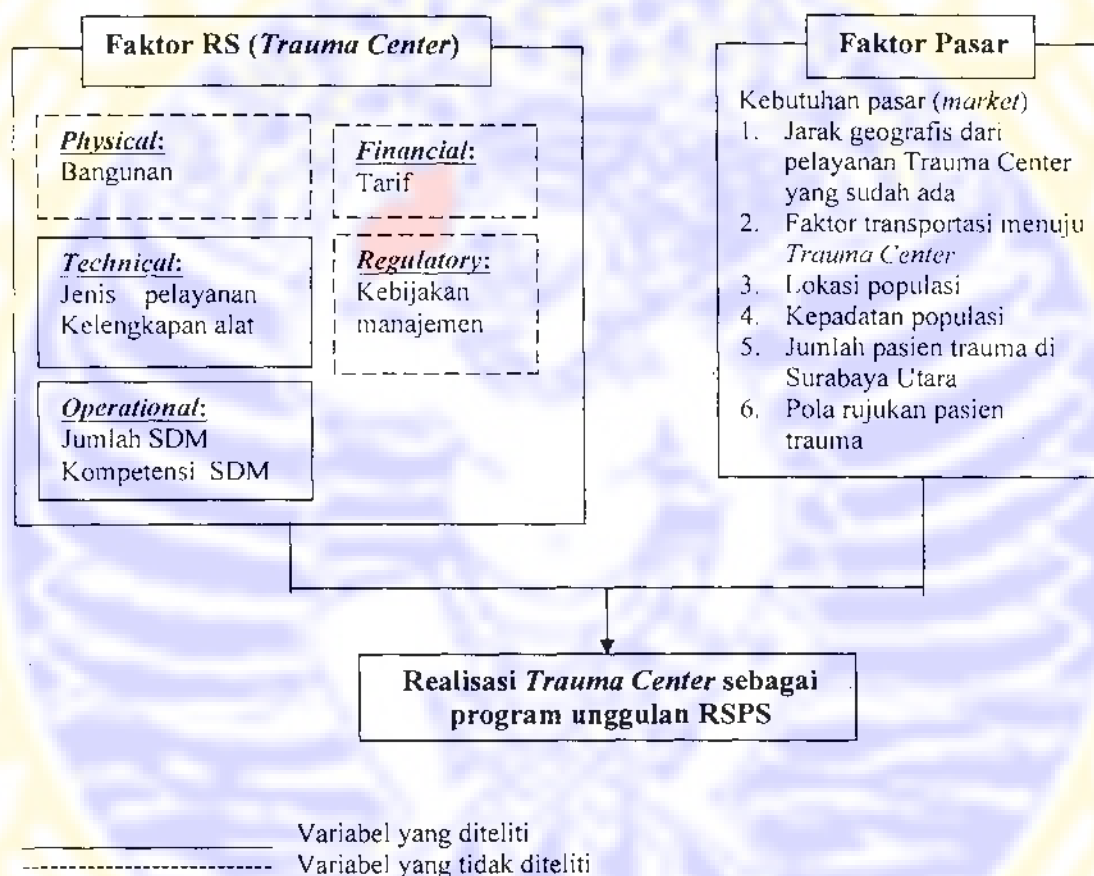 Faktor RS (Trauma Center)
Physical:
Bangunan
Financial:
Tarif
Technical:
Jenis pelayanan
Kelengkapan alat
Regulatory:
Kebijakan
manajemen
Operational:
Jumlah SDM
Kompetensi SDM
Faktor Pasar
Kebutuhan pasar (market)
1. Jarak geografis dari
pelayanan Trauma Center
yang sudah ada
2. Faktor transportasi menuju
Trauma Center
3. Lokasi populasi
4. Kepadatan populasi
5. Jumlah pasien trauma di
Surabaya Utara
6. Pola rujukan pasien
trauma
Realisasi Trauma Center sebagai
program unggulan RSPS
Variabel yang diteliti
Variabel yang tidak diteliti